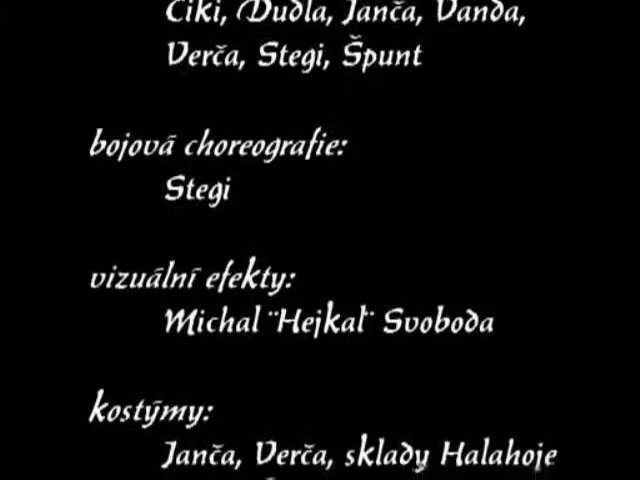 Ciki, Dudla, Janča, Vanda,
Verča, Stegi, Špunt
bojová choreografie:
Stegi
vizuální efekty:
Michal "Hejkal" Svoboda
kostýmy:
Janča, Verča, sklady Halahoje